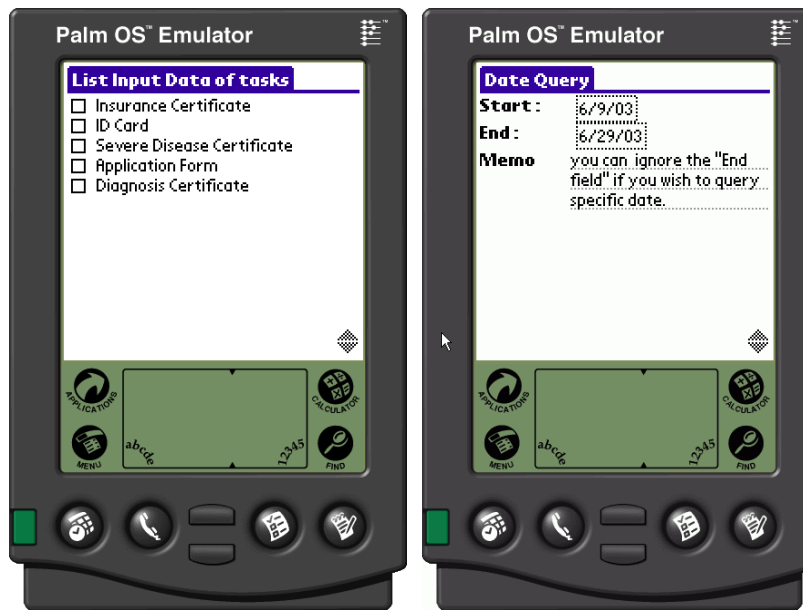 Palm OS™ Emulator
List Input Data of tasks
Insurance Certificate
ID Card
Severe Disease Certificate
Application Form
Diagnosis Certificate
APPLICATIONS
CALCULATOR
MENU
abcde
12345
FIND
Palm OS™ Emulator
Date Query
Start: 6/9/03
End: 6/29/03
Memo you can ignore the "End
field" if you wish to query
specific date.
APPLICATIONS
CALCULATOR
MENU
abcde
12345
FIND